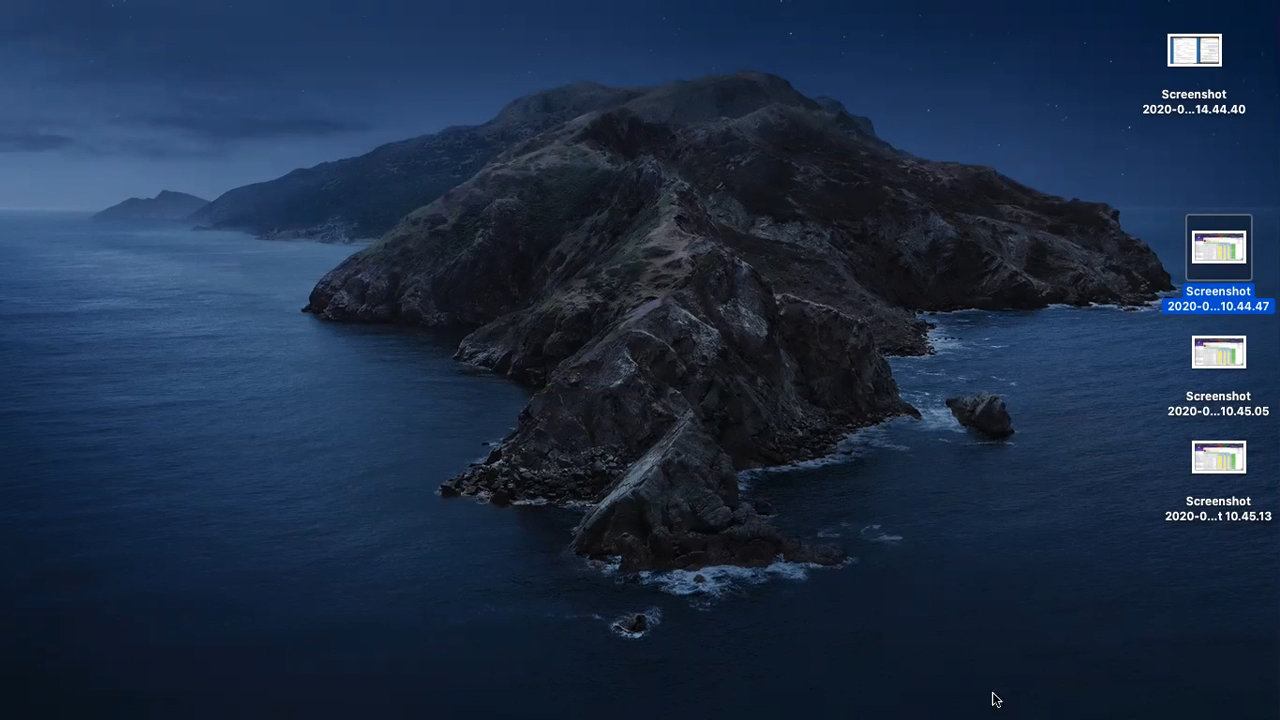 Screenshot
2020-0...14.44.40
Screenshot
2020-0...10.44.47
Screenshot
2020-0...10.45.05
Screenshot
2020-0...t 10.45.13